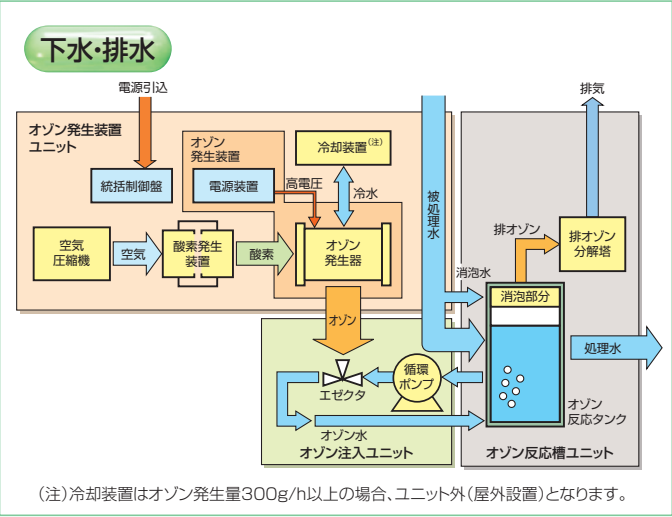 下水・排水
電源引込
排気
オゾン発生装置
ユニット
オゾン
発生装置
冷却装置(注)
統括制御盤
電源装置
高電圧
冷水
被処理水
空気
圧縮機
空気
酸素発生
装置
酸素
オゾン
発生器
排オゾン
排オゾン
分解塔
消泡水
消泡部分
オゾン
処理水
循環
ポンプ
エゼクタ
オゾン水
オゾン
反応タンク
オゾン注入ユニット
オゾン反応槽ユニット
(注)冷却装置はオゾン発生量300g/h以上の場合、ユニット外(屋外設置)となります。